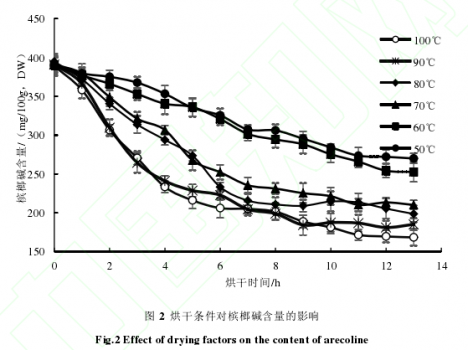 400
350
300
250
200
150
槟榔碱含量/（mg/100g，DW）
100℃
90℃
80℃
70℃
60℃
50℃
0 2 4 6 8 10 12 14
烘干时间/h
图 2 烘干条件对槟榔碱含量的影响
Fig.2 Effect of drying factors on the content of arecoline